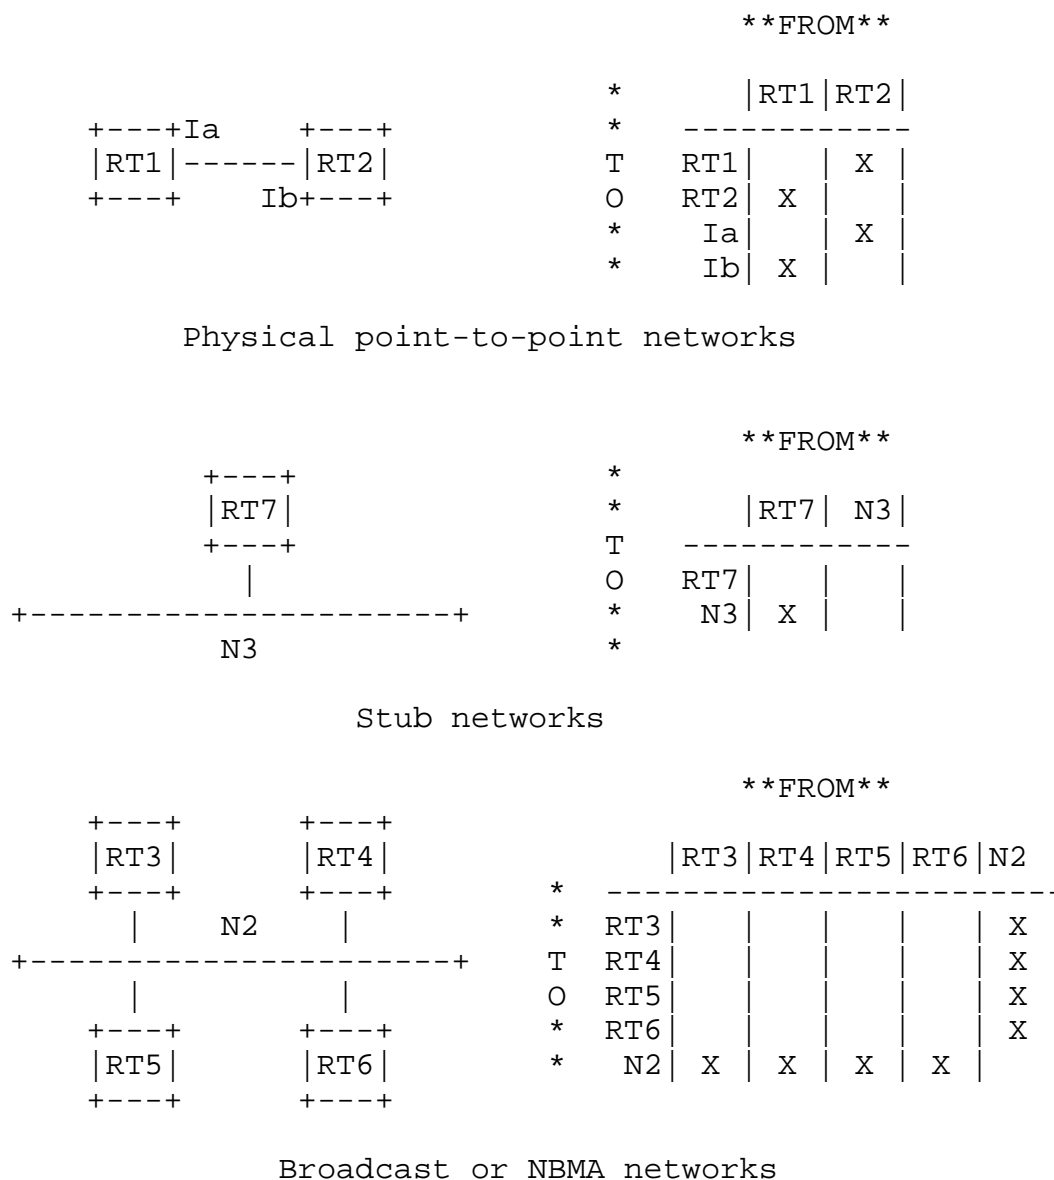 **FROM**

                                         *         |RT1|RT2|
     +---+Ia     +---+                   *     ------------
     |RT1|------|RT2|                    T     RT1|   | X |
     +---+     Ib+---+                   O     RT2| X |   |
                                         *      Ia|   | X |
                                         *      Ib| X |   |

            Physical point-to-point networks

                                                  **FROM**
             +---+                       *
             |RT7|                       *        |RT7| N3|
             +---+                       T     ------------
               |                         O     RT7|   |   |
+----------------------+                 *      N3| X |   |
              N3                         *

                       Stub networks

                                                  **FROM**
     +---+       +---+
     |RT3|       |RT4|                       |RT3|RT4|RT5|RT6|N2
     +---+       +---+               *   ------------------------
       |    N2     |                 *   RT3|   |   |   |   | X
+----------------------+             T   RT4|   |   |   |   | X
       |           |                 O   RT5|   |   |   |   | X
     +---+       +---+               *   RT6|   |   |   |   | X
     |RT5|       |RT6|               *    N2| X | X | X | X |
     +---+       +---+

                  Broadcast or NBMA networks